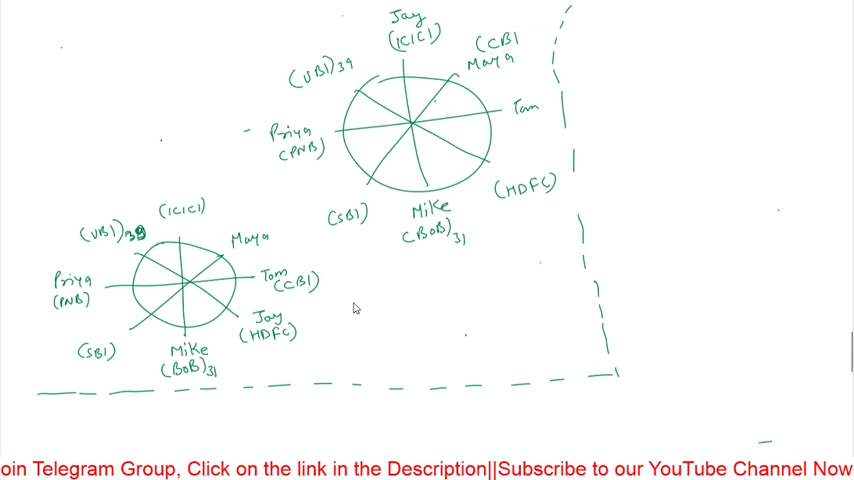 Jay
(ICICI)
(CBI
Maya
(UBI) 39
Tom
Priya
(PNB)
(HDFC)
(SBI)
Mike
(BOB) 31
(ICICI)
(UBI) 39
Maya
Priya
(PNB)
Tom
(CBI)
Jay
(HDFC)
(SBI)
Mike
(BOB) 31
oin Telegram Group, Click on the link in the Description||Subscribe to our YouTube Channel Now